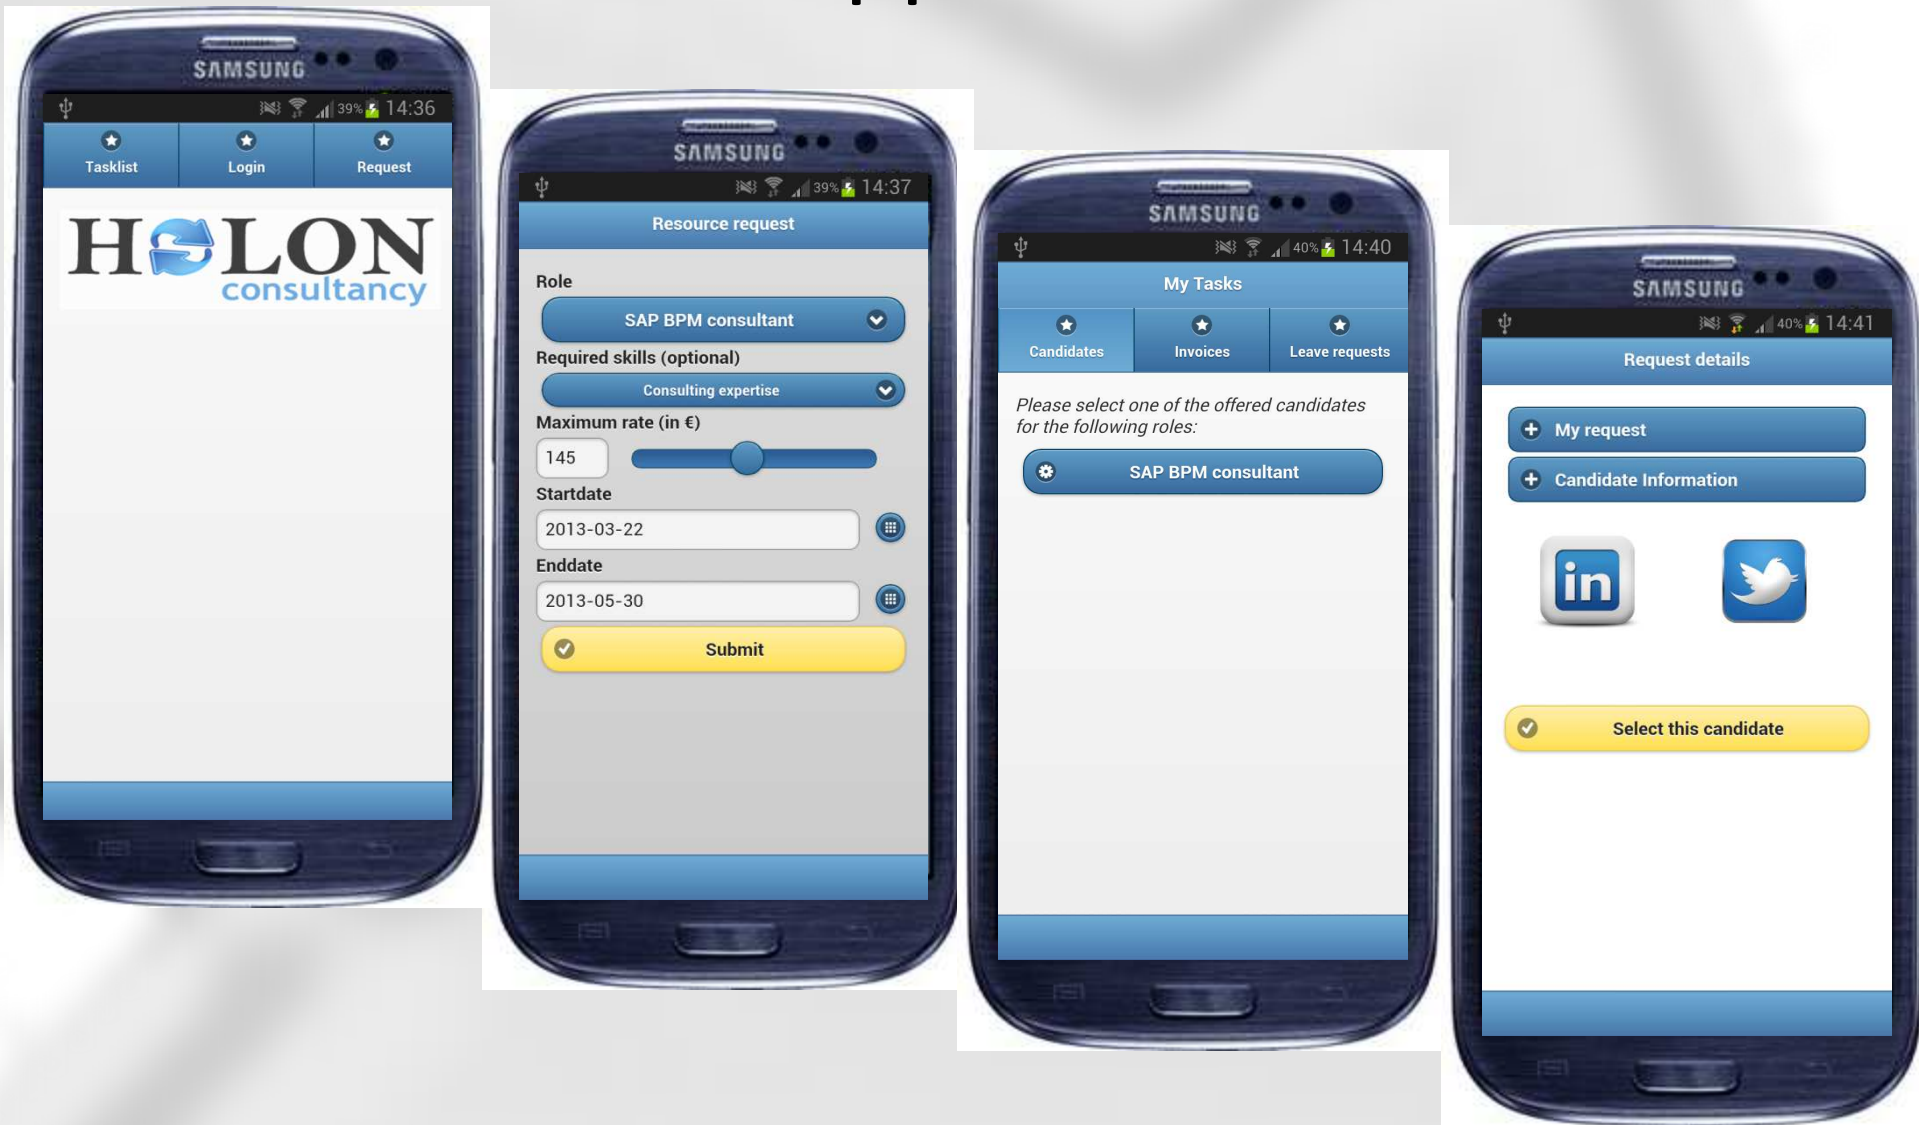 SAMSUNG
39% 14:36
Tasklist Login Request
HOLON
consultancy
SAMSUNG
39% 14:37
Resource request
Role
SAP BPM consultant
Required skills (optional)
Consulting expertise
Maximum rate (in €)
145
Startdate
2013-03-22
Enddate
2013-05-30
Submit
SAMSUNG
40% 14:40
My Tasks
Candidates Invoices Leave requests
Please select one of the offered candidates
for the following roles:
SAP BPM consultant
SAMSUNG
40% 14:41
Request details
My request
Candidate Information
in
Select this candidate